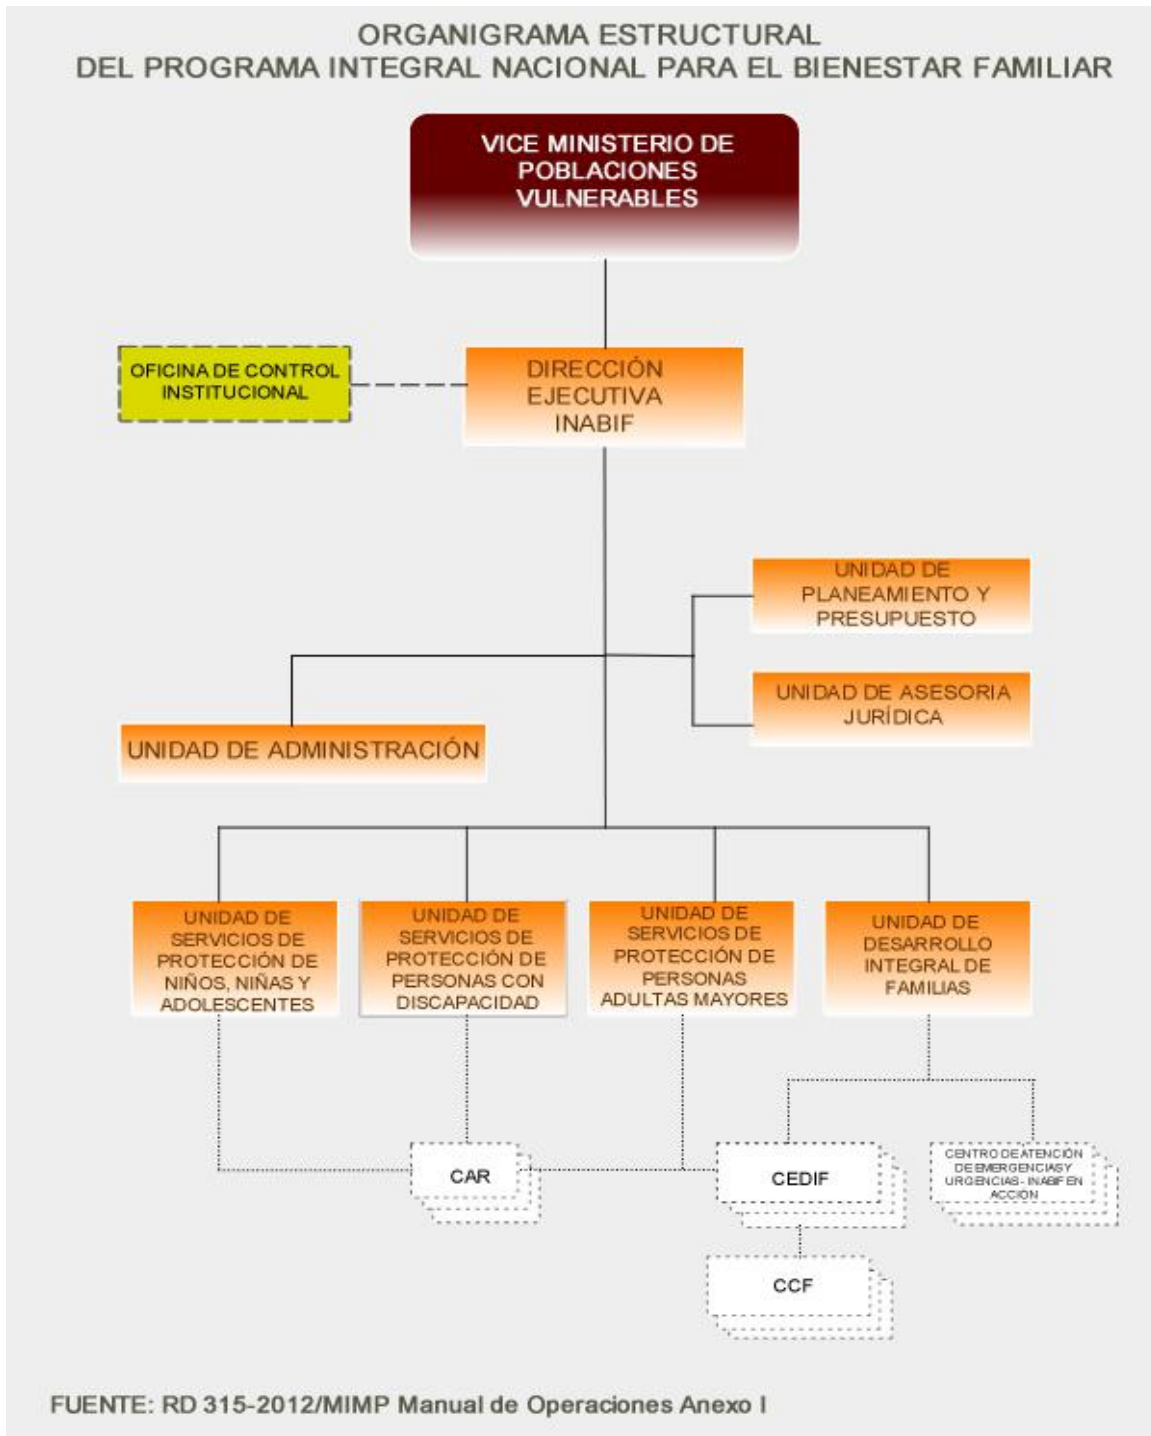 ORGANIGRAMA ESTRUCTURAL
DEL PROGRAMA INTEGRAL NACIONAL PARA EL BIENESTAR FAMILIAR
VICE MINISTERIO DE
POBLACIONES
VULNERABLES
OFICINA DE CONTROL
INSTITUCIONAL
DIRECCIÓN
EJECUTIVA
INABIF
UNIDAD DE
PLANEAMIENTO Y
PRESUPUESTO
UNIDAD DE ASESORIA
JURÍDICA
UNIDAD DE ADMINISTRACIÓN
UNIDAD DE
SERVICIOS DE
PROTECCIÓN DE
NIÑOS, NIÑAS Y
ADOLESCENTES
UNIDAD DE
SERVICIOS DE
PROTECCIÓN DE
PERSONAS CON
DISCAPACIDAD
UNIDAD DE
SERVICIOS DE
PROTECCIÓN DE
PERSONAS
ADULTAS MAYORES
UNIDAD DE
DESARROLLO
INTEGRAL DE
FAMILIAS
CAR
CEDIF
CENTRO DE ATENCIÓN
DE EMERGENCIAS Y
URGENCIAS - INABIF EN
ACCIÓN
CCF
FUENTE: RD 315-2012/MIMP Manual de Operaciones Anexo I